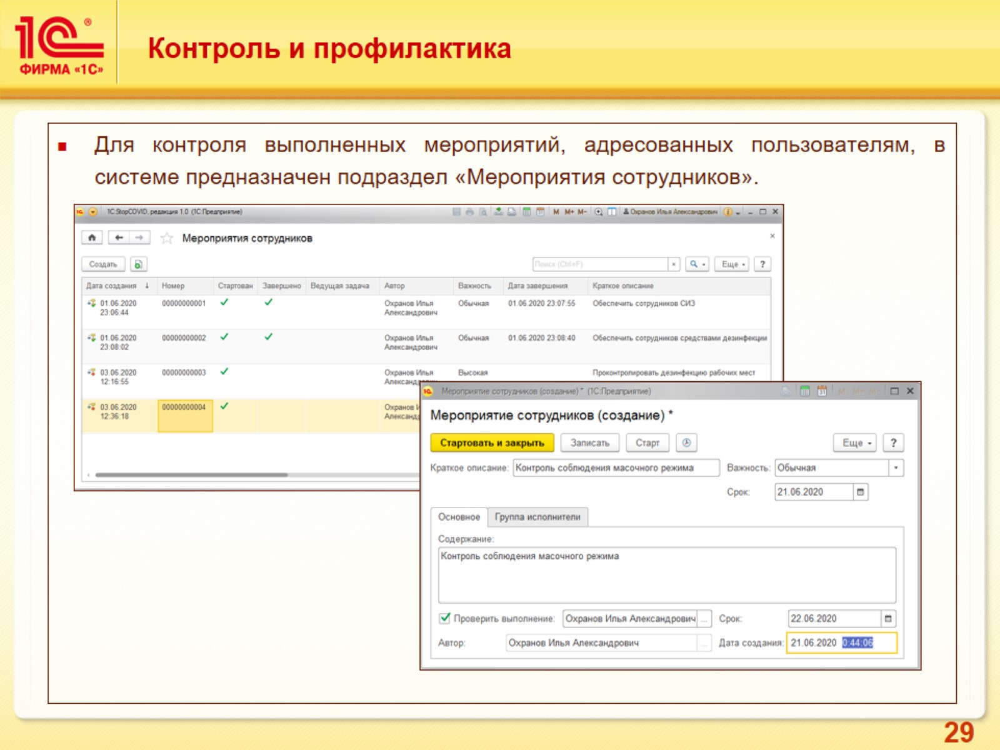 1С ®
ФИРМА «1С»
Контроль и профилактика
Для контроля выполненных мероприятий, адресованных пользователям, в
системе предназначен подраздел «Мероприятия сотрудников».
1С:StopCOVID, редакция 1.0 (1С:Предприятие)
M M+ M- Охранов Илья Александрович
Мероприятия сотрудников
Создать Поиск (Ctrl+F) × Еще ?
Дата создания ↓ Номер Стартован Завершено Ведущая задача Автор Важность Дата завершения Краткое описание
01.06.2020 00000000001 Охранов Илья Обычная 01.06.2020 23:07:55 Обеспечить сотрудников СИЗ
23:06:44 Александрович
01.06.2020 00000000002 Охранов Илья Обычная 01.06.2020 23:08:40 Обеспечить сотрудников средствами дезинфекции
23:08:02 Александрович
03.06.2020 00000000003 Охранов Илья Высокая Проконтролировать дезинфекцию рабочих мест
12:16:55
03.06.2020 00000000004 Охранов
12:36:18
Мероприятие сотрудников (создание) * (1С:Предприятие)
31 M M+ M-
Мероприятие сотрудников (создание) *
Стартовать и закрыть Записать Старт Еще ?
Краткое описание: Контроль соблюдения масочного режима Важность: Обычная
Срок: 21.06.2020
Основное Группа исполнители
Содержание:
Контроль соблюдения масочного режима
Проверить выполнение: Охранов Илья Александрович ... Срок: 22.06.2020
Автор: Охранов Илья Александрович ... Дата создания: 21.06.2020 0:44:06
29